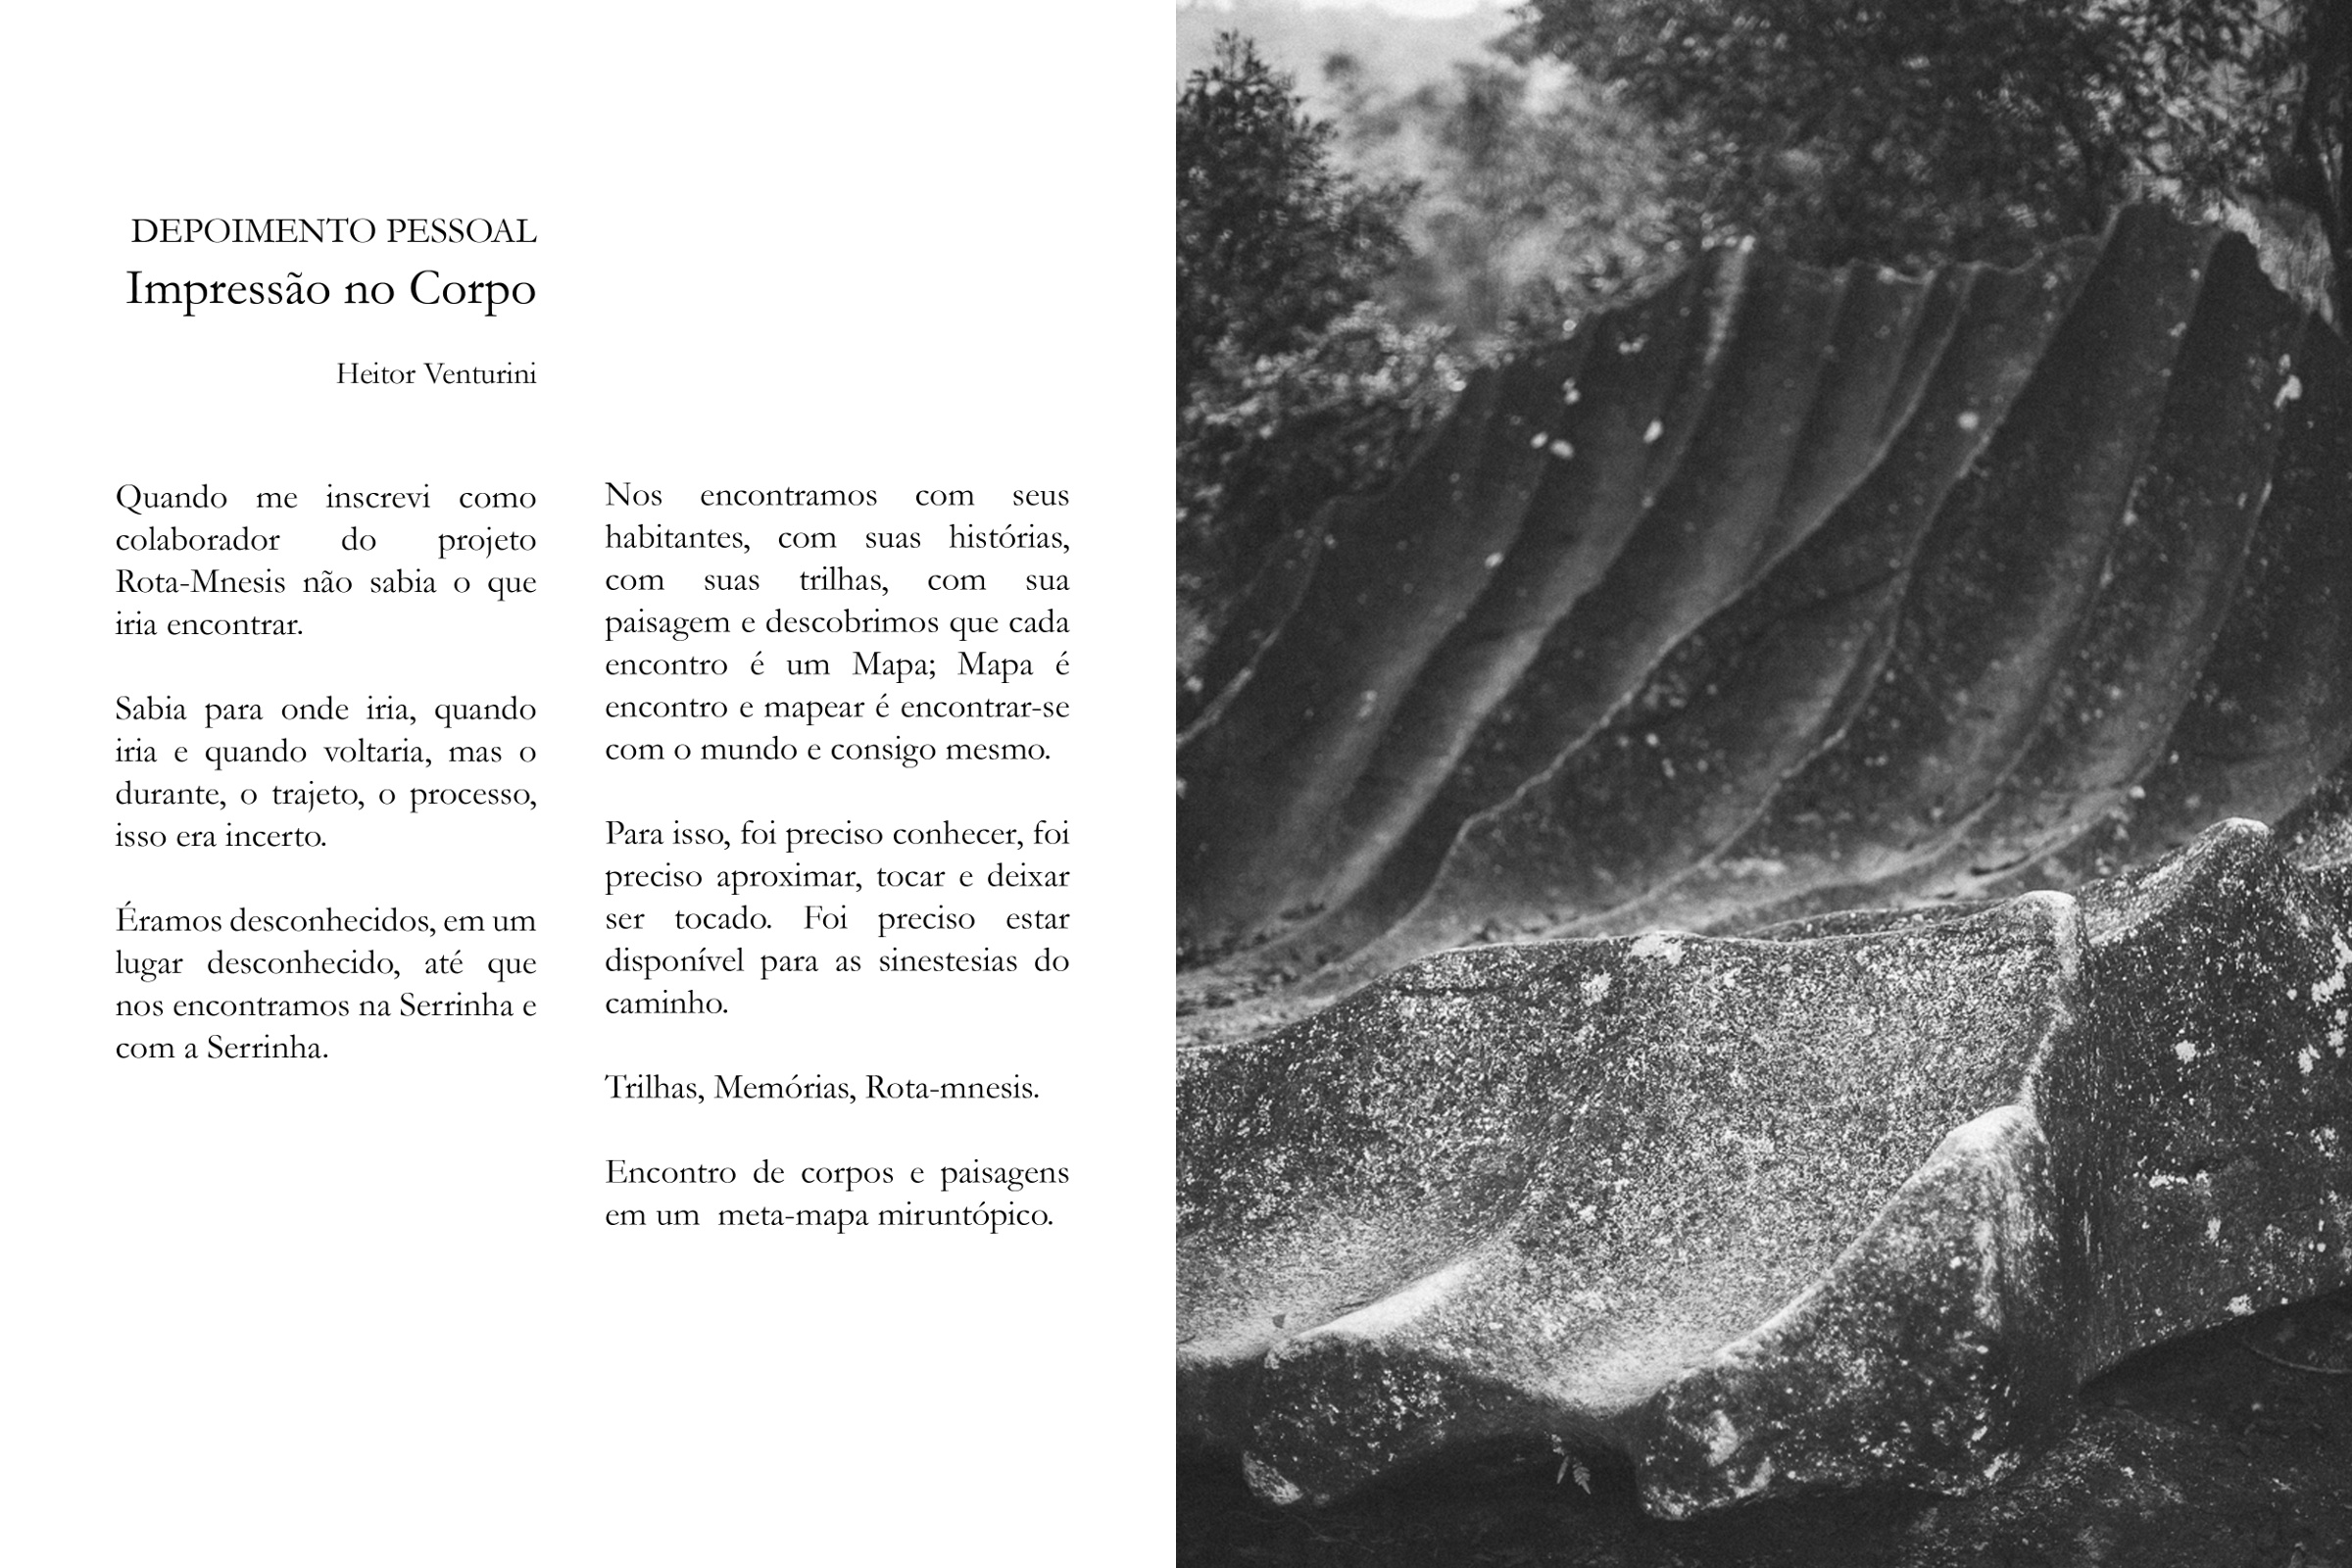 DEPOIMENTO PESSOAL
Impressão no Corpo
Heitor Venturini
Quando me inscrevi como
colaborador do projeto
Rota-Mnesis não sabia o que
iria encontrar.
Sabia para onde iria, quando
iria e quando voltaria, mas o
durante, o trajeto, o processo,
isso era incerto.
Éramos desconhecidos, em um
lugar desconhecido, até que
nos encontramos na Serrinha e
com a Serrinha.
Nos encontramos com seus
habitantes, com suas histórias,
com suas trilhas, com sua
paisagem e descobrimos que cada
encontro é um Mapa; Mapa é
encontro e mapear é encontrar-se
com o mundo e consigo mesmo.
Para isso, foi preciso conhecer, foi
preciso aproximar, tocar e deixar
ser tocado. Foi preciso estar
disponível para as sinestesias do
caminho.
Trilhas, Memórias, Rota-mnesis.
Encontro de corpos e paisagens
em um  meta-mapa miruntópico.